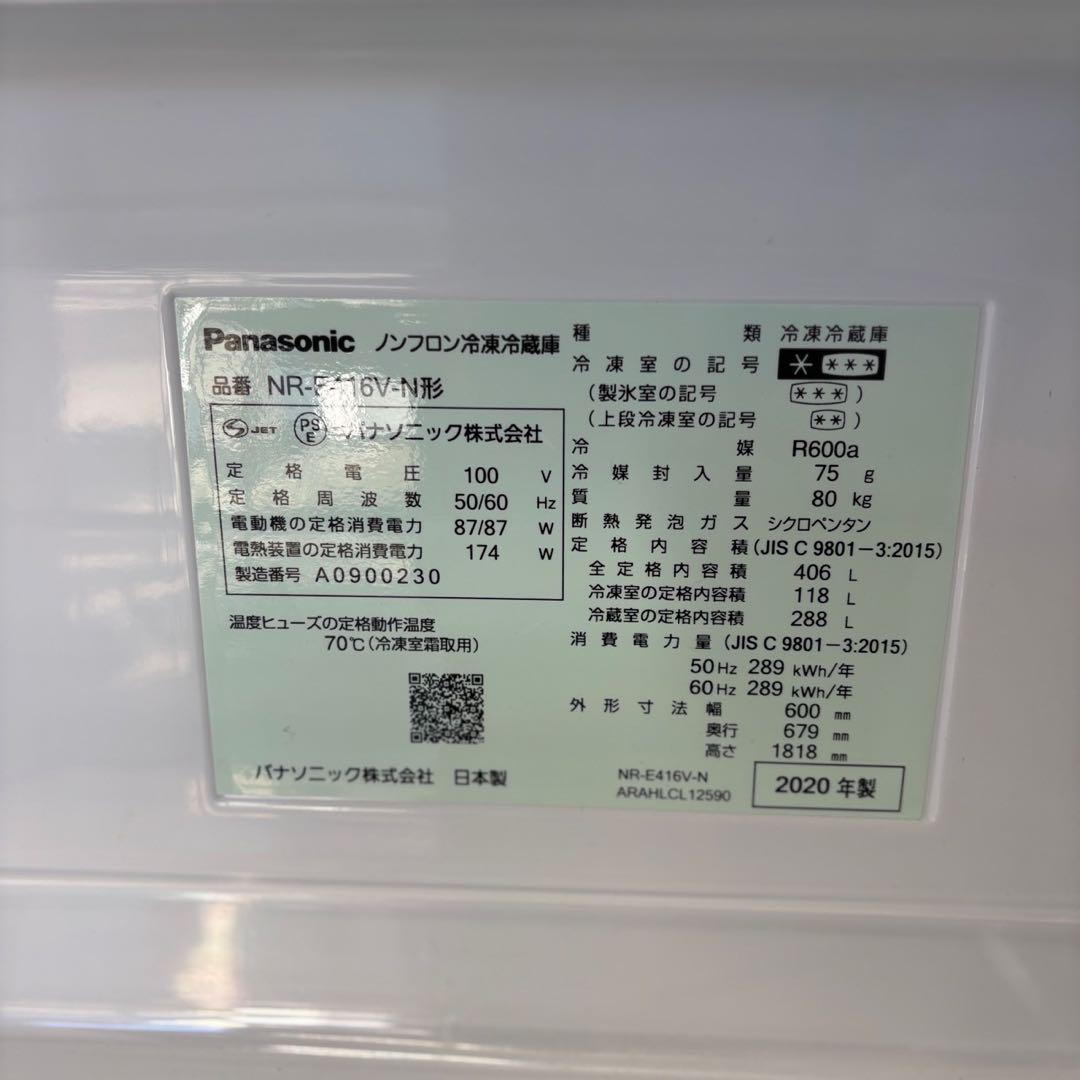 Panasonic ノンフロン冷凍冷蔵庫
品番 NR-E416V-N形
JET PSE パナソニック株式会社
定格電圧 100 V
定格周波数 50/60 Hz
電動機の定格消費電力 87/87 W
電熱装置の定格消費電力 174 W
製造番号 A0900230
温度ヒューズの定格動作温度
70℃(冷凍室霜取用)
パナソニック株式会社 日本製
種類 冷凍冷蔵庫
冷凍室の記号 * ***
(製氷室の記号 *** )
(上段冷凍室の記号 ** )
冷媒 R600a
冷媒封入量 75 g
質量 80 kg
断熱発泡ガス シクロペンタン
定格内容積 (JIS C 9801-3:2015)
全定格内容積 406 L
冷凍室の定格内容積 118 L
冷蔵室の定格内容積 288 L
消費電力量 (JIS C 9801-3:2015)
50Hz 289 kWh/年
60Hz 289 kWh/年
外形寸法幅 600 mm
奥行 679 mm
高さ 1818 mm
NR-E416V-N
ARAHLCL12590
2020年製